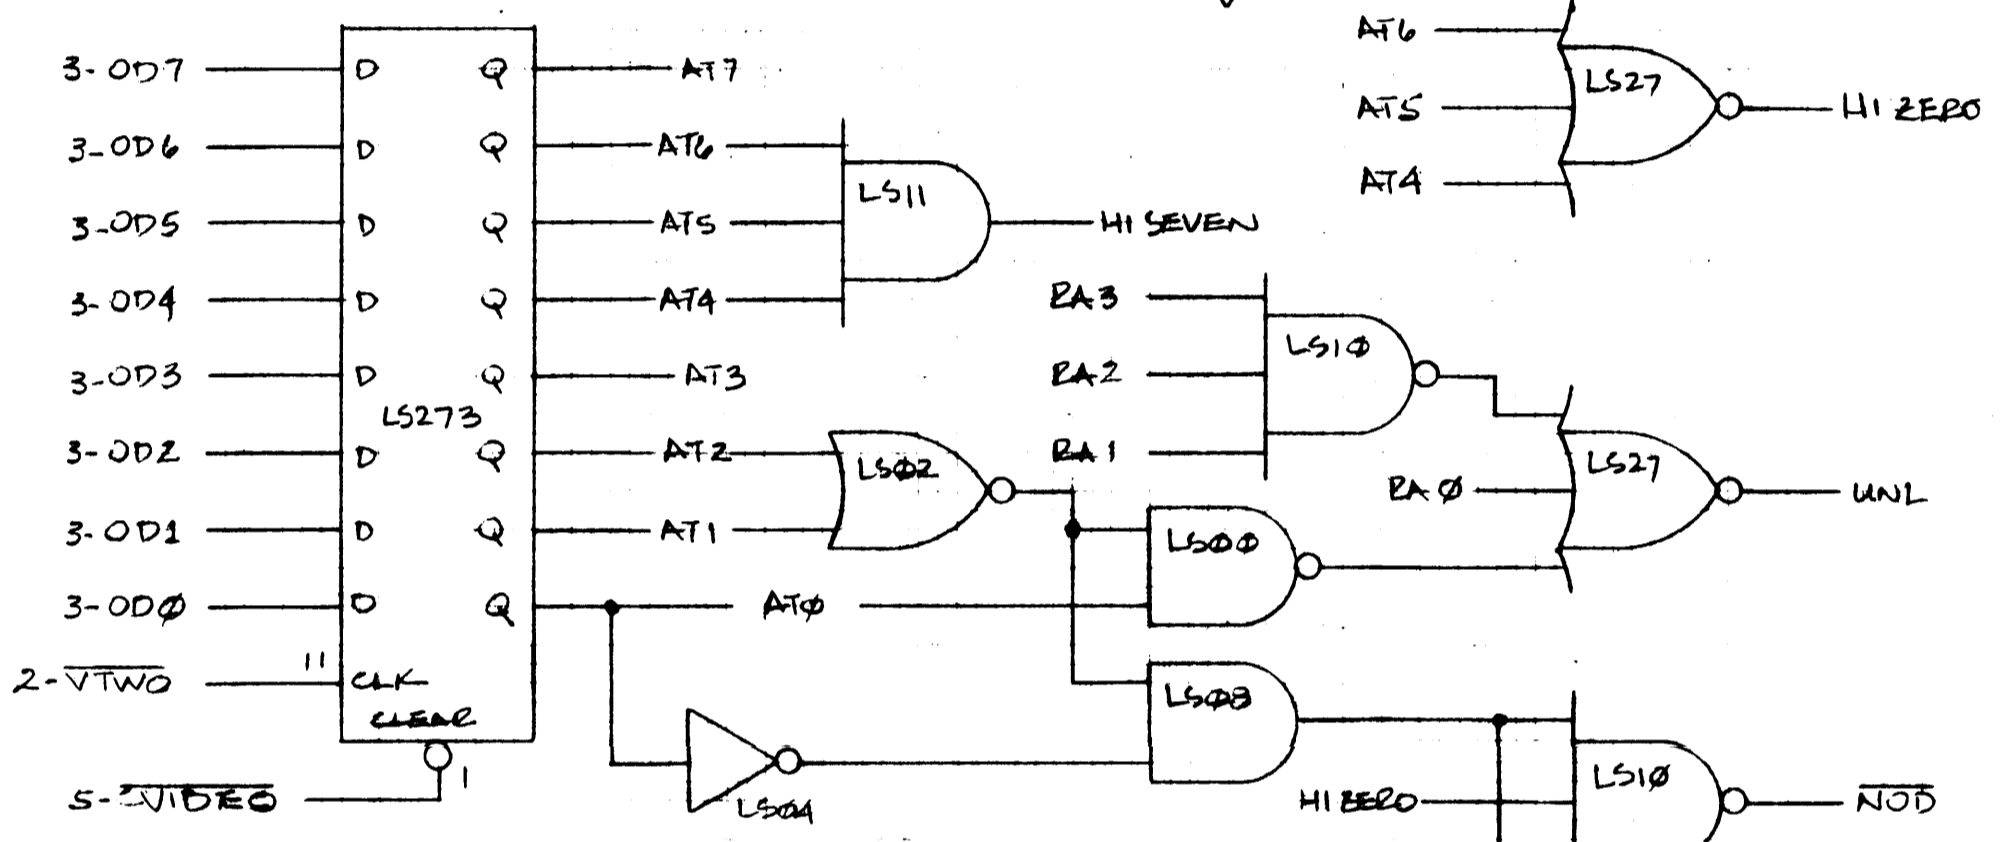 AT6
3-OD7 D Q AT7 LS27
AT5 HI ZERO
3-OD6 D Q AT6
LS11 AT4
3-OD5 D Q AT5 HI SEVEN
3-OD4 D Q AT4 RA3
LS10
3-OD3 D Q AT3 RA2
LS273
3-OD2 D Q AT2 LS02 RA1 LS27
RAØ UNL
3-OD1 D Q AT1 LS00
3-ODØ D Q ATØ
2-VTWO 11 CLK LS08
CLEAR
1 LS10
5-VIDEO LS04 HI ZERO NOD